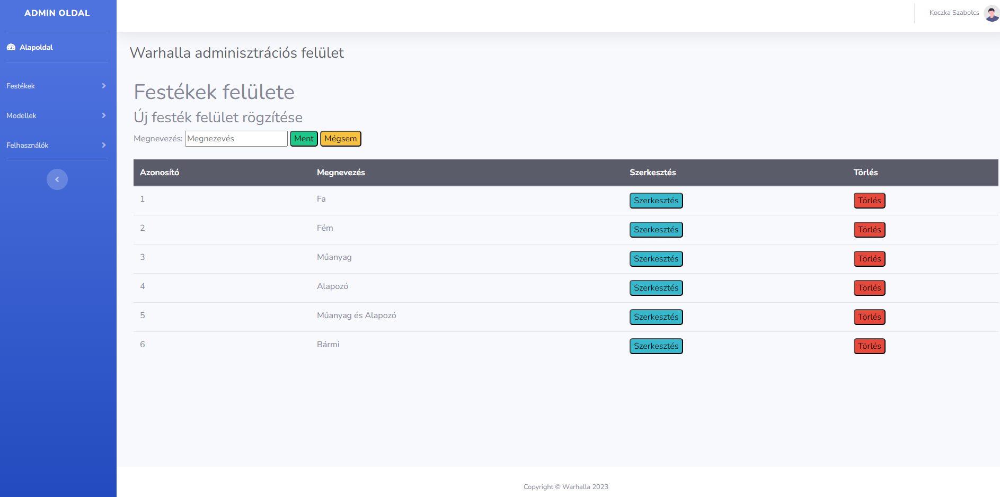 ADMIN OLDAL
Koczka Szabolcs
Alapoldal
Festékek
Modellek
Felhasználók
Warhalla adminisztrációs felület
Festékek felülete
Új festék felület rögzítése
Megnevezés: Megnezevés Ment Mégsem
Azonosító Megnevezés Szerkesztés Törlés
1 Fa Szerkesztés Törlés
2 Fém Szerkesztés Törlés
3 Műanyag Szerkesztés Törlés
4 Alapozó Szerkesztés Törlés
5 Műanyag és Alapozó Szerkesztés Törlés
6 Bármi Szerkesztés Törlés
Copyright © Warhalla 2023